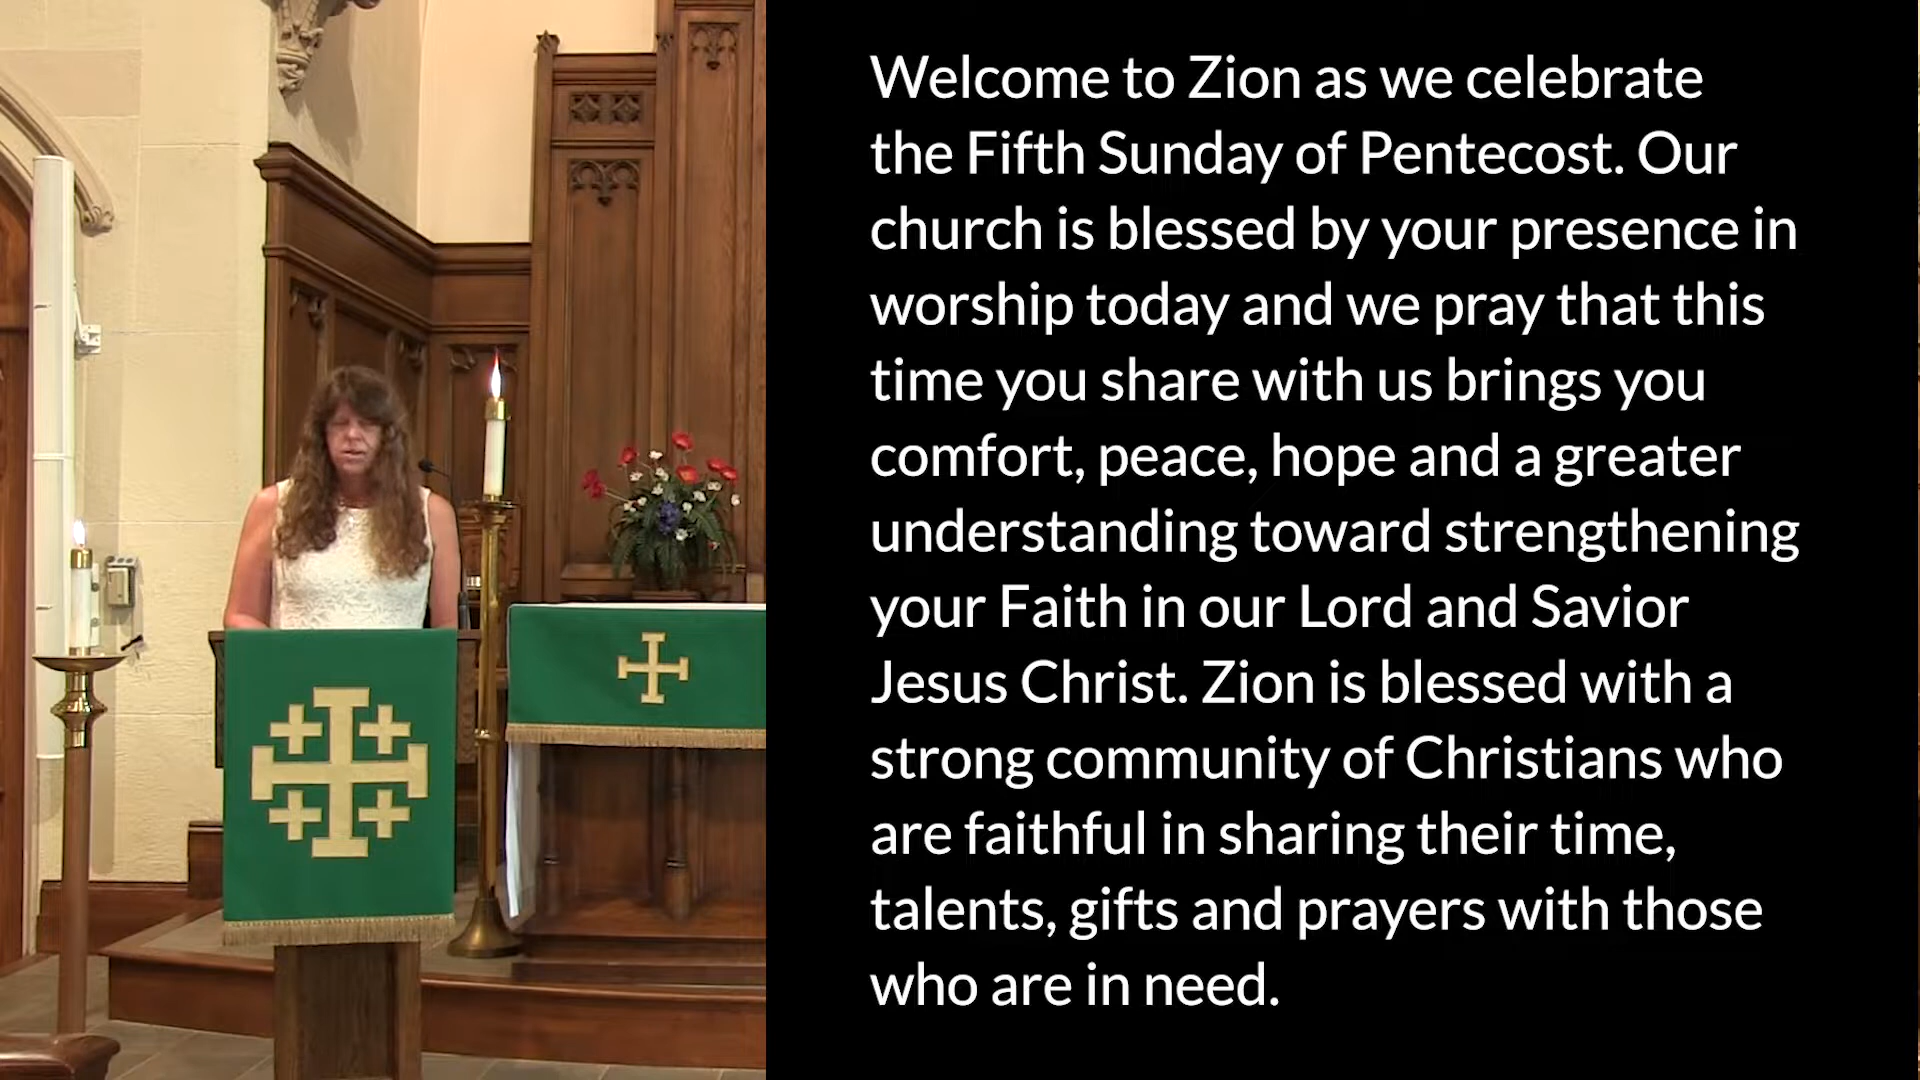 Welcome to Zion as we celebrate
the Fifth Sunday of Pentecost. Our
church is blessed by your presence in
worship today and we pray that this
time you share with us brings you
comfort, peace, hope and a greater
understanding toward strengthening
your Faith in our Lord and Savior
Jesus Christ. Zion is blessed with a
strong community of Christians who
are faithful in sharing their time,
talents, gifts and prayers with those
who are in need.